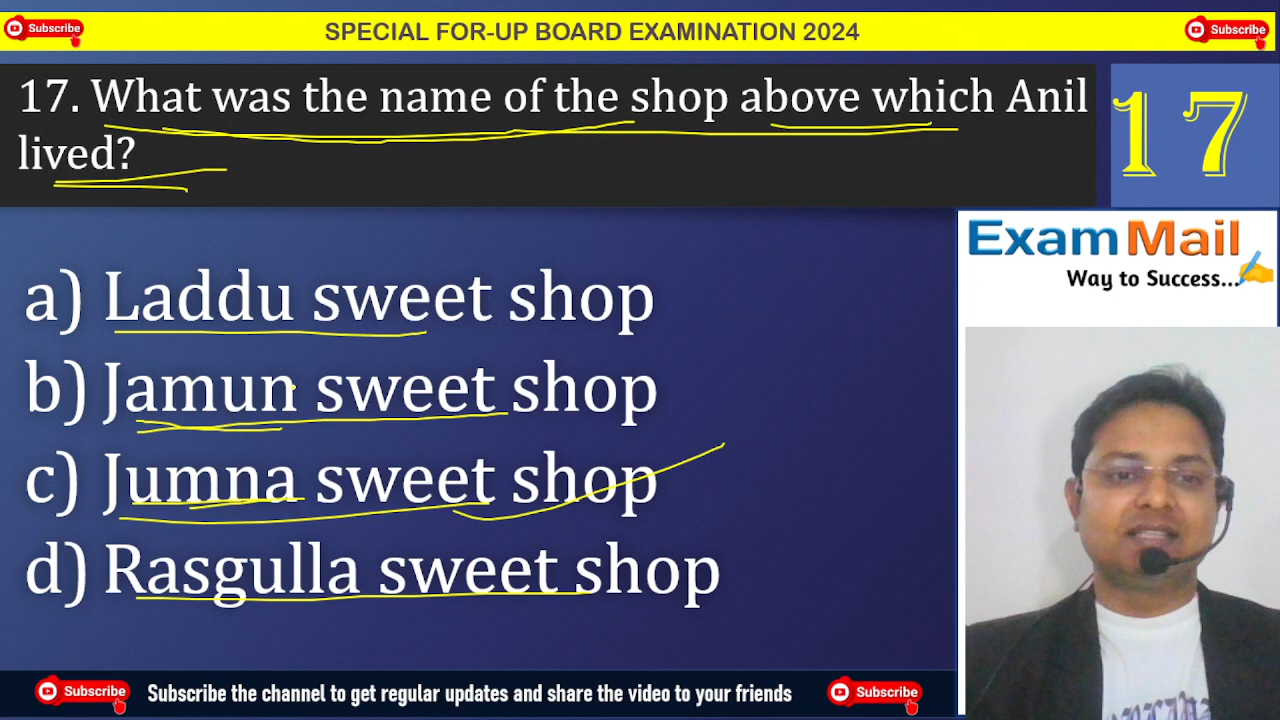 Subscribe
SPECIAL FOR-UP BOARD EXAMINATION 2024
Subscribe
17. What was the name of the shop above which Anil
lived?
17
Exam Mail
Way to Success...
a) Laddu sweet shop
b) Jamun sweet shop
c) Jumna sweet shop
d) Rasgulla sweet shop
Subscribe
Subscribe the channel to get regular updates and share the video to your friends
Subscribe